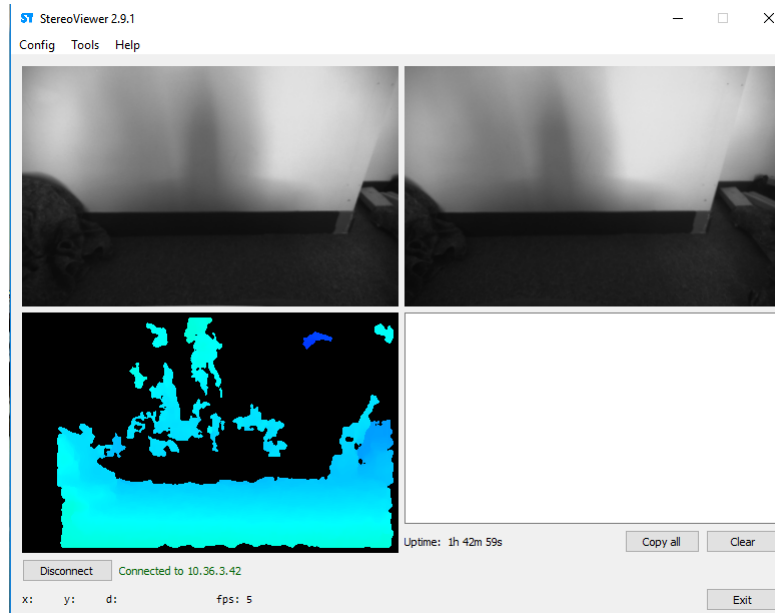 ST StereoViewer 2.9.1
Config Tools Help
Uptime: 1h 42m 59s
Copy all
Clear
Disconnect
Connected to 10.36.3.42
x: y: d: fps: 5
Exit